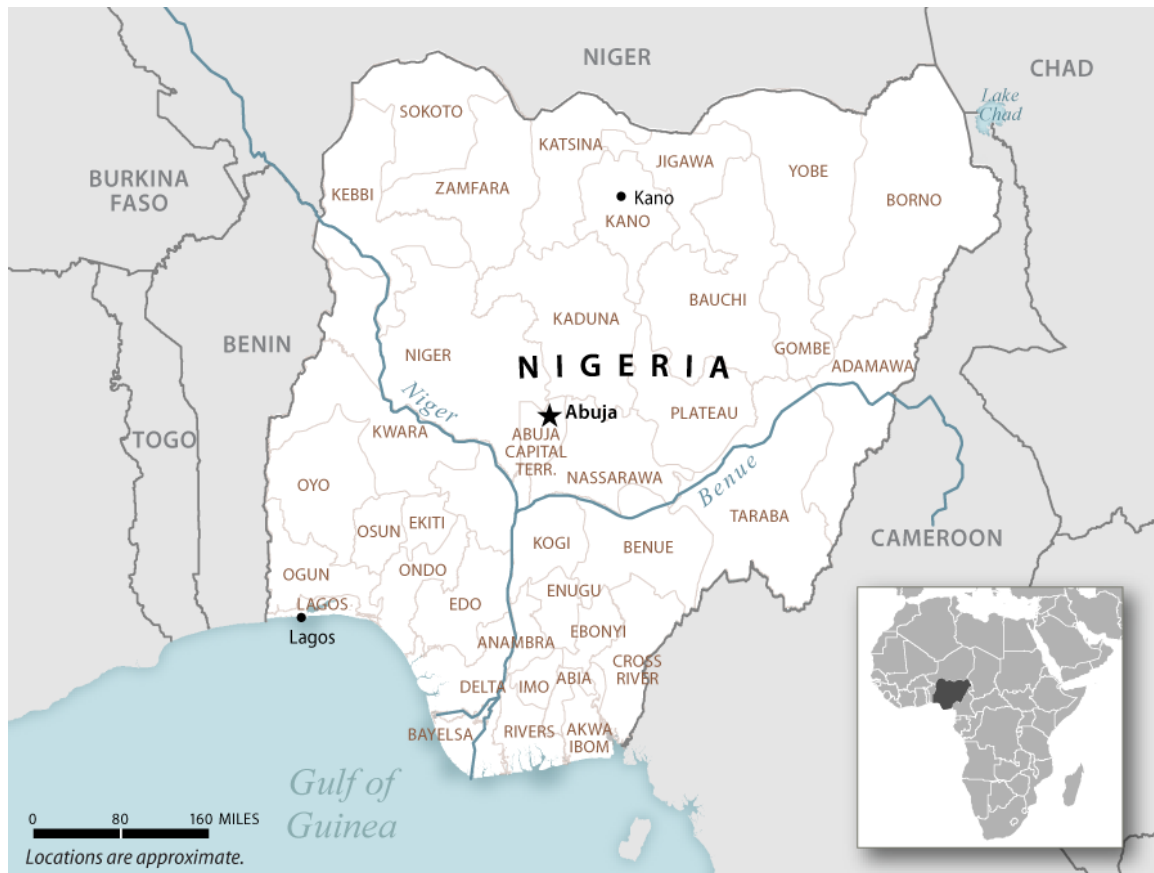 NIGER
CHAD
Lake
Chad
SOKOTO
KATSINA
JIGAWA
YOBE
BURKINA
FASO
KEBBI
ZAMFARA
Kano
KANO
BORNO
BAUCHI
KADUNA
BENIN
NIGER
GOMBE
ADAMAWA
NIGERIA
Niger
Abuja
PLATEAU
TOGO
KWARA
ABUJA
CAPITAL
TERR.
NASSARAWA
Benue
OYO
TARABA
OSUN
EKITI
KOGI
BENUE
CAMEROON
OGUN
ONDO
ENUGU
LAGOS
EDO
Lagos
ANAMBRA
EBONYI
CROSS
RIVER
DELTA
IMO
ABIA
BAYELSA
RIVERS
AKWA
IBOM
Gulf of
Guinea
0 80 160 MILES
Locations are approximate.